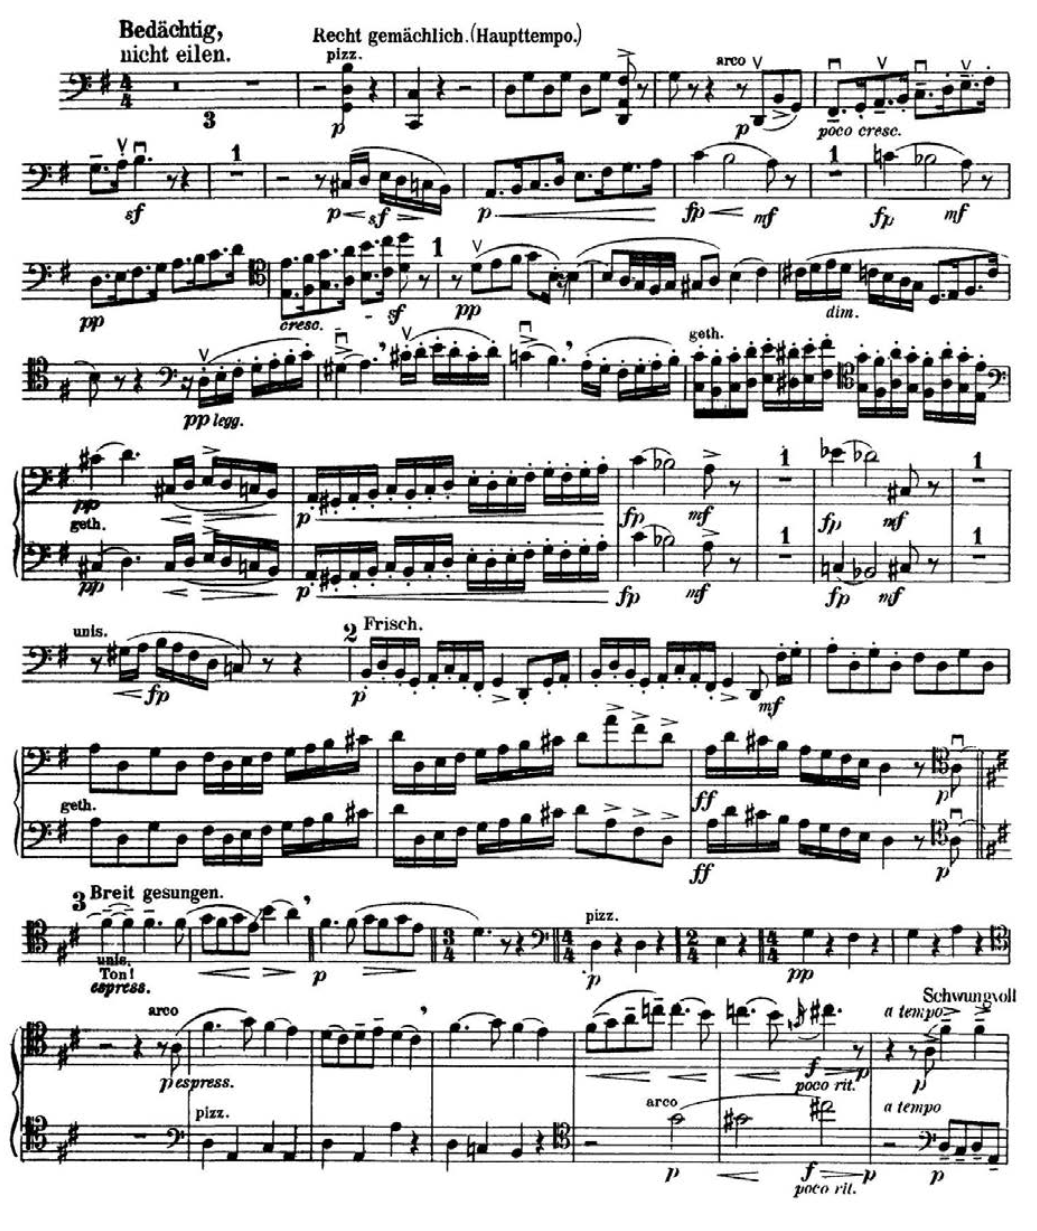 Bedächtig,
nicht eilen. Recht gemächlich.(Haupttempo.)
pizz. arco
3 p p poco cresc.
1 1
sf p sf p fp mf fp mf
1
pp cresc. - sf pp dim.
geth.
pp legg.
1 1
pp p fp mf fp mf
geth.
1 1
pp p fp mf fp mf
unis. 2 Frisch.
fp p mf
ff p
geth.
ff p
3 Breit gesungen.
pizz.
unis.
Ton!
espress. p p pp
Schwungvoll
arco a tempo
p espress. f p p
poco rit.
pizz. arco a tempo
p f p p
poco rit.